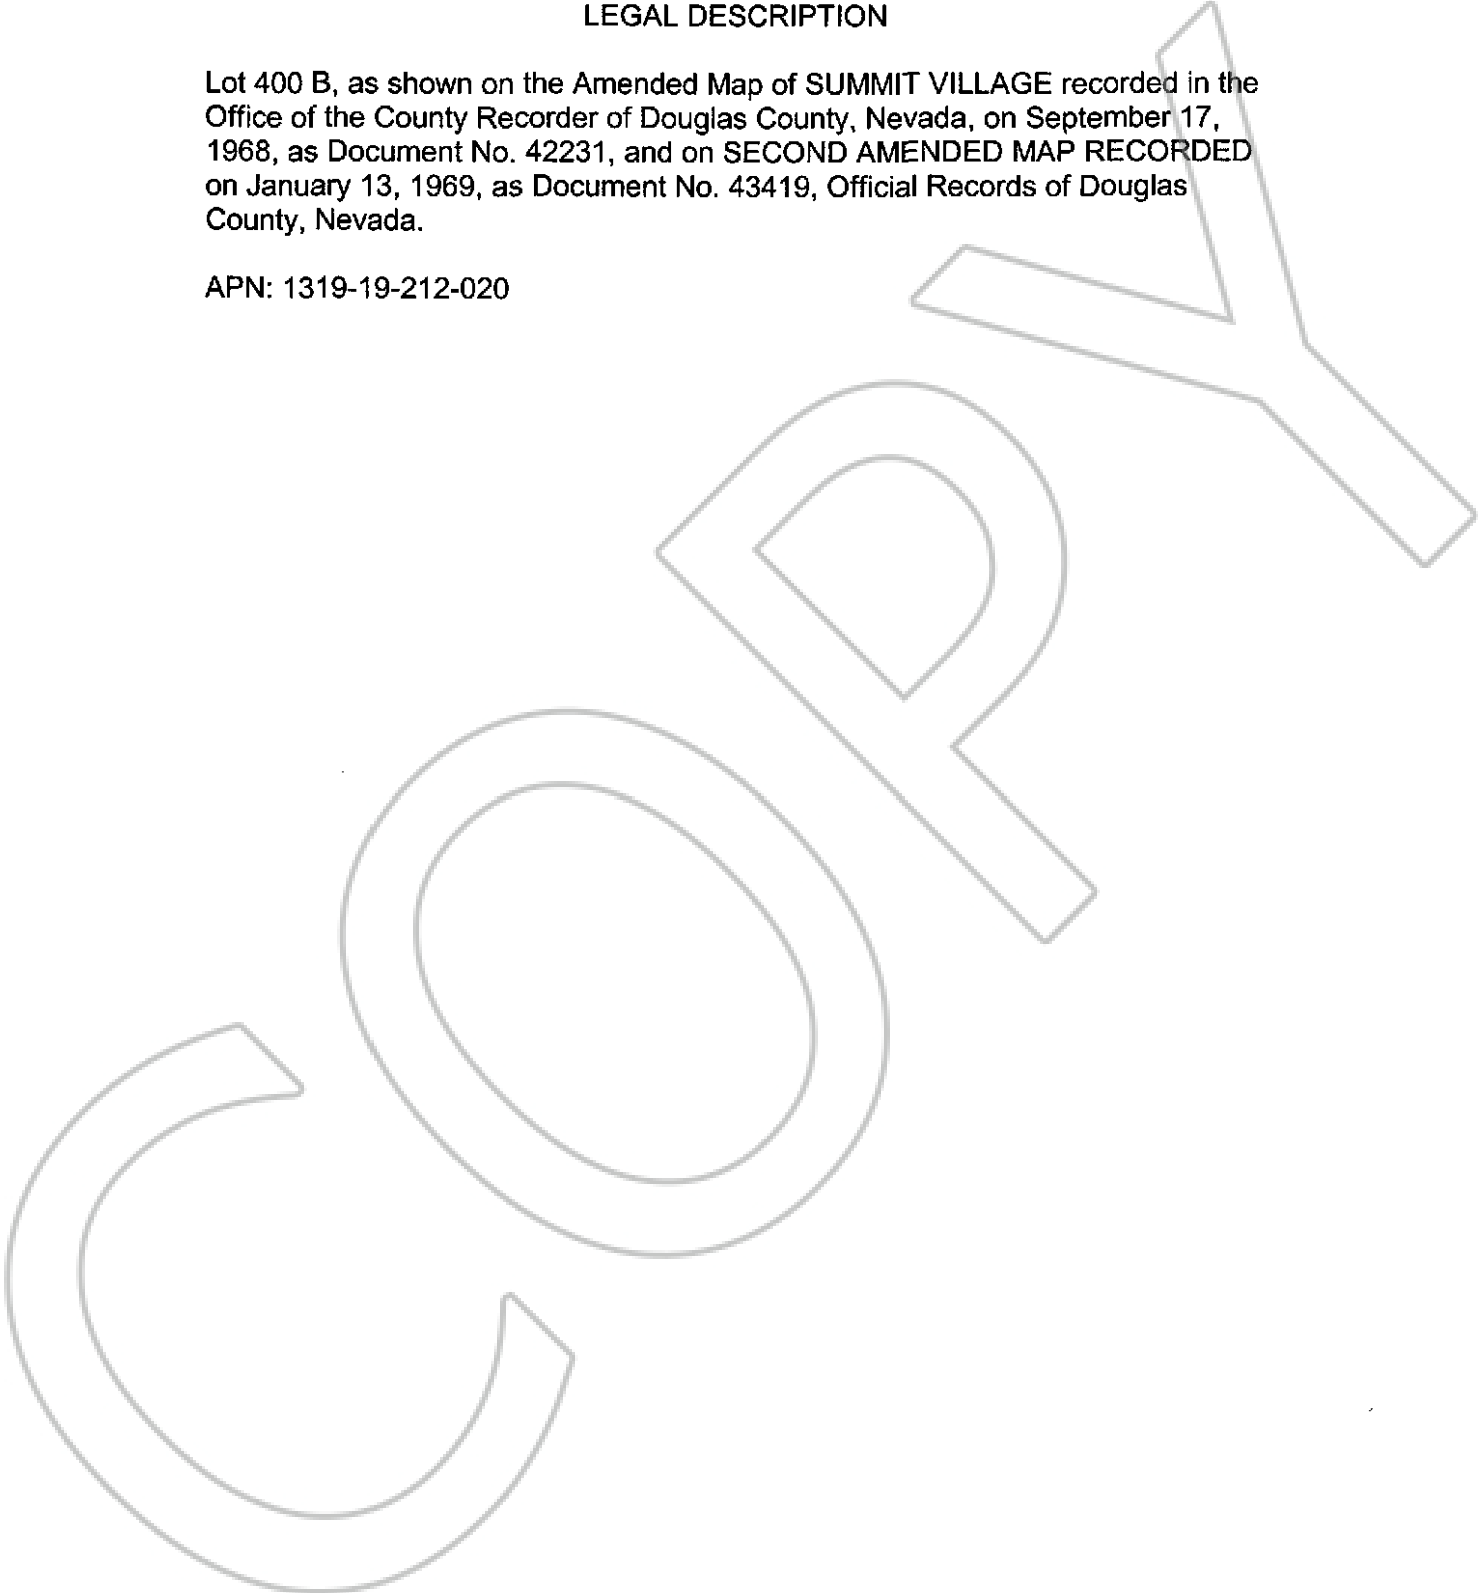 LEGAL DESCRIPTION
Lot 400 B, as shown on the Amended Map of SUMMIT VILLAGE recorded in the
Office of the County Recorder of Douglas County, Nevada, on September 17,
1968, as Document No. 42231, and on SECOND AMENDED MAP RECORDED
on January 13, 1969, as Document No. 43419, Official Records of Douglas
County, Nevada.
APN: 1319-19-212-020
COPY